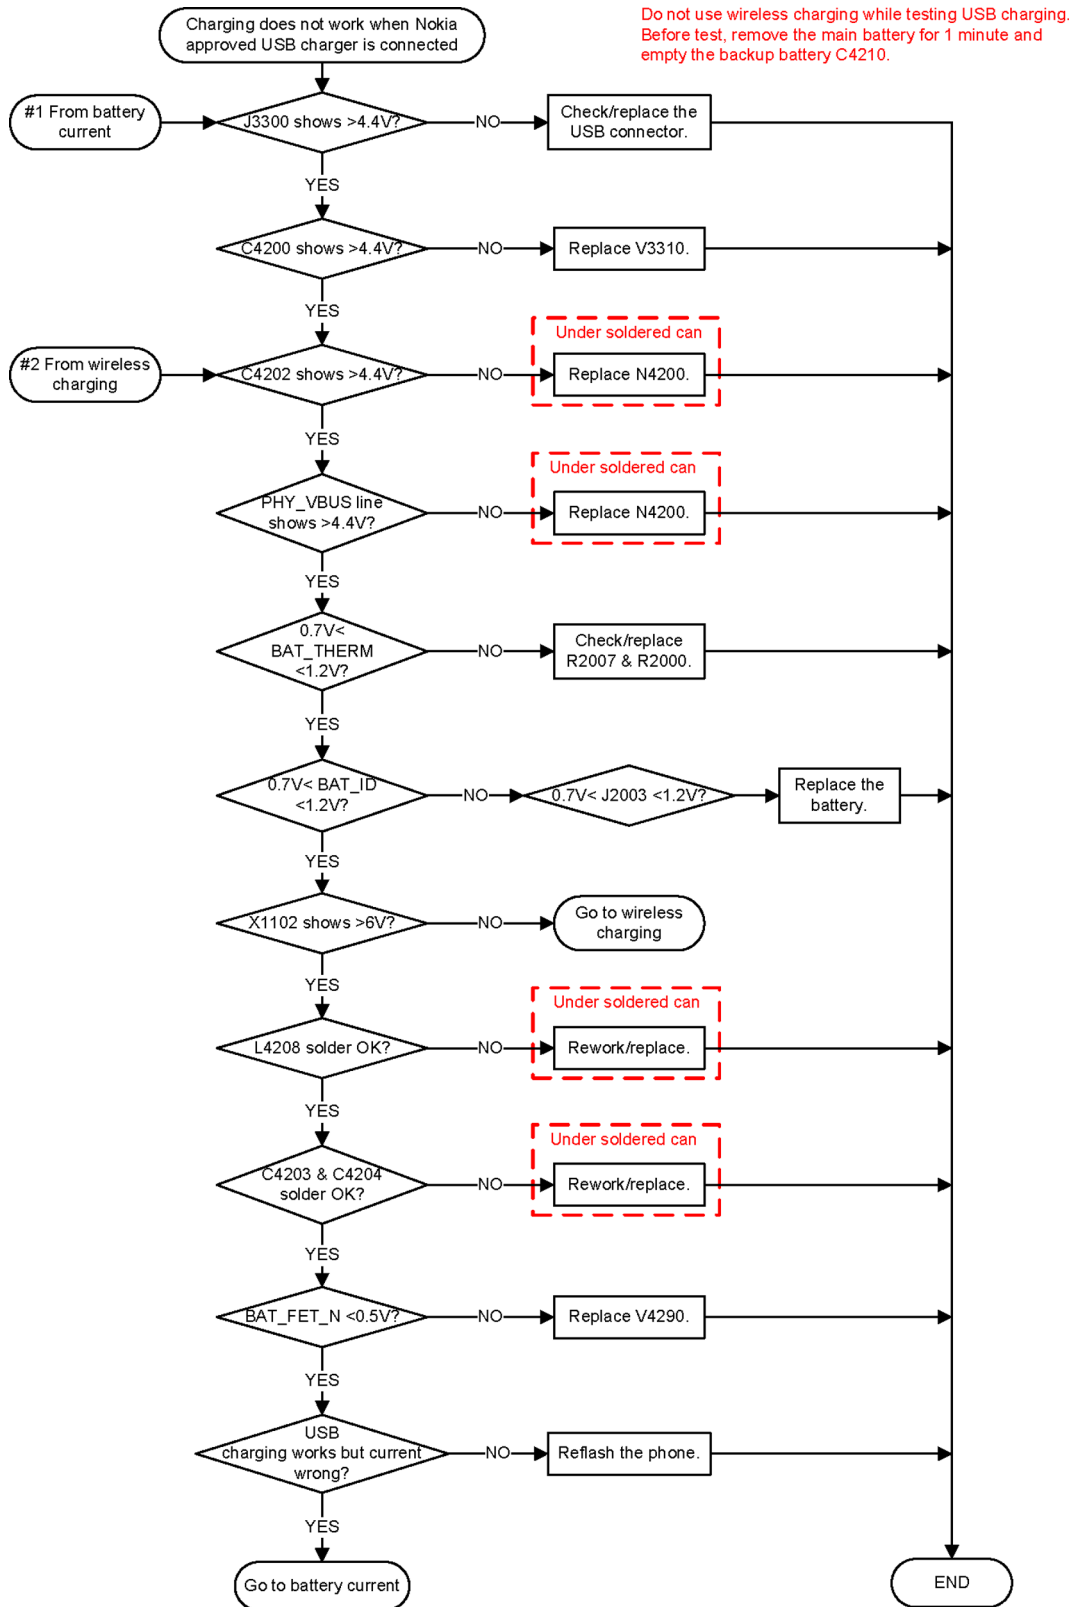 Charging does not work when Nokia
approved USB charger is connected
Do not use wireless charging while testing USB charging.
Before test, remove the main battery for 1 minute and
empty the backup battery C4210.
#1 From battery
current
J3300 shows >4.4V?
NO
Check/replace the
USB connector.
YES
C4200 shows >4.4V?
NO
Replace V3310.
YES
Under soldered can
#2 From wireless
charging
C4202 shows >4.4V?
NO
Replace N4200.
YES
Under soldered can
PHY_VBUS line
shows >4.4V?
NO
Replace N4200.
YES
0.7V<
BAT_THERM
<1.2V?
NO
Check/replace
R2007 & R2000.
YES
0.7V< BAT_ID
<1.2V?
NO
0.7V< J2003 <1.2V?
Replace the
battery.
YES
X1102 shows >6V?
NO
Go to wireless
charging
YES
Under soldered can
L4208 solder OK?
NO
Rework/replace.
YES
Under soldered can
C4203 & C4204
solder OK?
NO
Rework/replace.
YES
BAT_FET_N <0.5V?
NO
Replace V4290.
YES
USB
charging works but current
wrong?
NO
Reflash the phone.
YES
Go to battery current
END